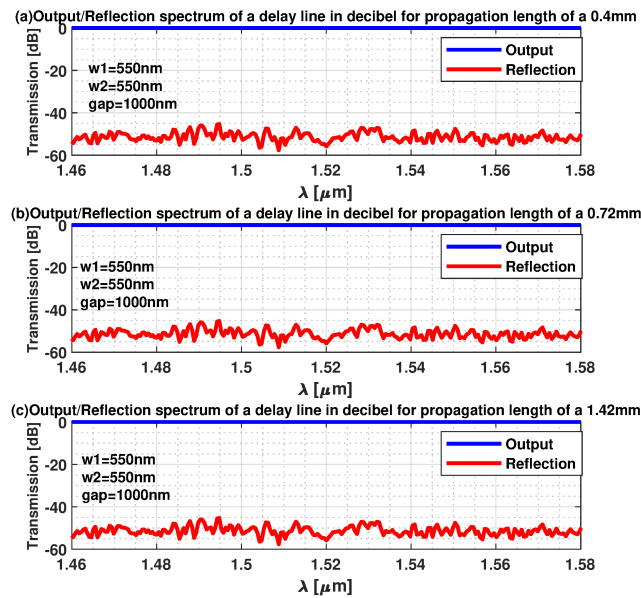 (a)Output/Reflection spectrum of a delay line in decibel for propagation length of a 0.4mm
Transmission [dB]
0
-20
-40
-60
w1=550nm
w2=550nm
gap=1000nm
Output
Reflection
1.46 1.48 1.5 1.52 1.54 1.56 1.58
λ [μm]
(b)Output/Reflection spectrum of a delay line in decibel for propagation length of a 0.72mm
Transmission [dB]
0
-20
-40
-60
w1=550nm
w2=550nm
gap=1000nm
Output
Reflection
1.46 1.48 1.5 1.52 1.54 1.56 1.58
λ [μm]
(c)Output/Reflection spectrum of a delay line in decibel for propagation length of a 1.42mm
Transmission [dB]
0
-20
-40
-60
w1=550nm
w2=550nm
gap=1000nm
Output
Reflection
1.46 1.48 1.5 1.52 1.54 1.56 1.58
λ [μm]